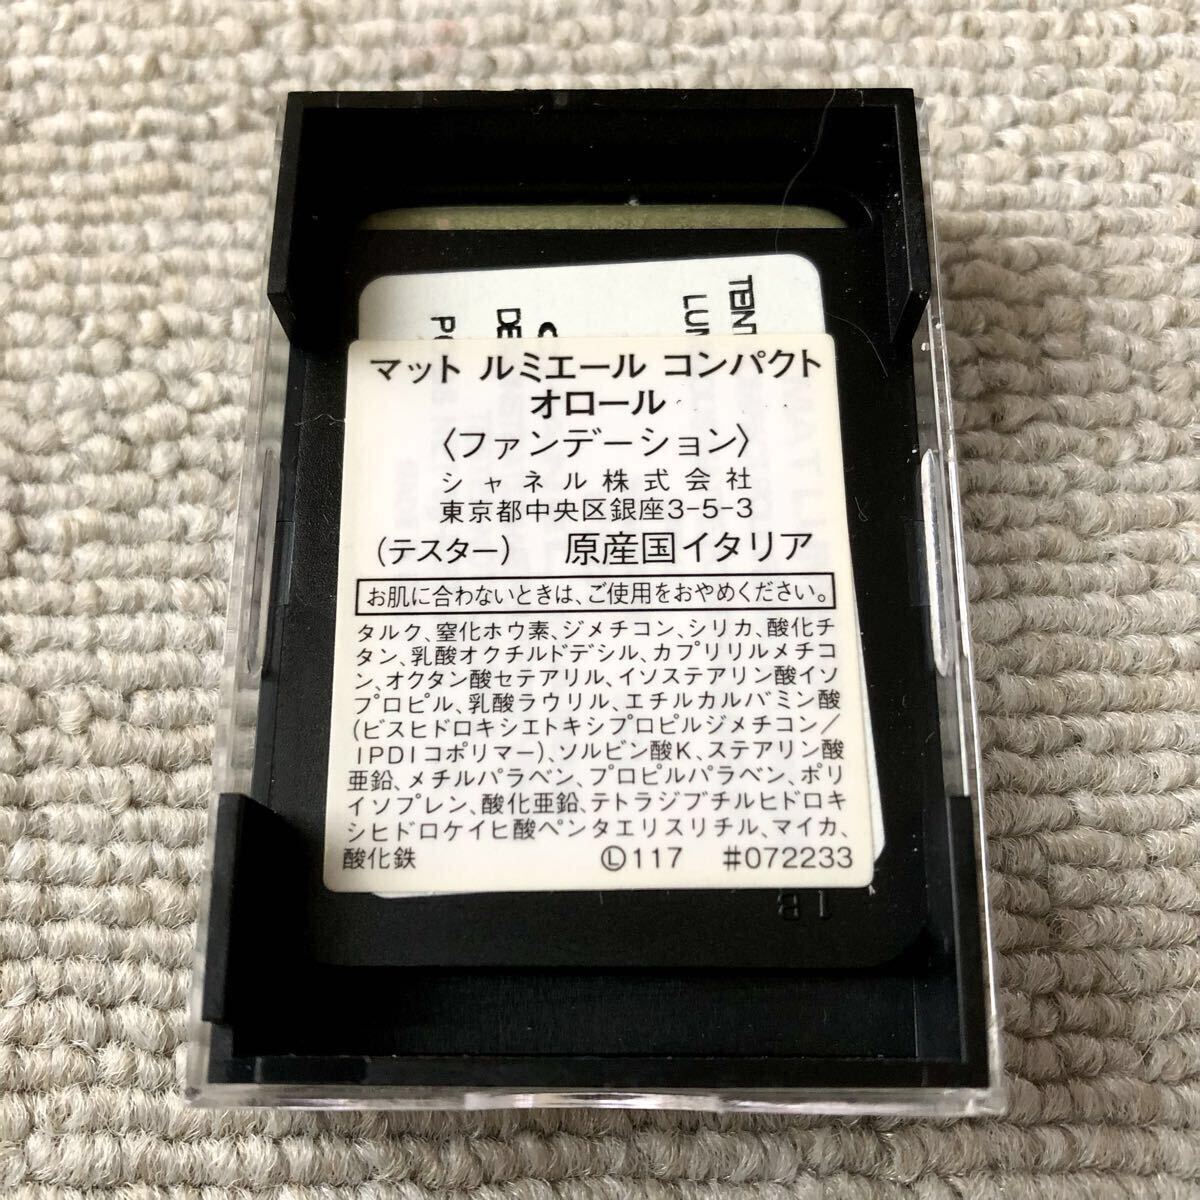 マット ルミエール コンパクト
オロール
〈ファンデーション〉
シャネル株式会社
東京都中央区銀座3-5-3
(テスター) 原産国イタリア
お肌に合わないときは、ご使用をおやめください。
タルク、窒化ホウ素、ジメチコン、シリカ、酸化チ
タン、乳酸オクチルドデシル、カプリリルメチコ
ン、オクタン酸セテアリル、イソステアリン酸イソ
プロピル、乳酸ラウリル、エチルカルバミン酸
(ビスヒドロキシエトキシプロピルジメチコン/
IPDIコポリマー)、ソルビン酸K、ステアリン酸
亜鉛、メチルパラベン、プロピルパラベン、ポリ
イソプレン、酸化亜鉛、テトラジブチルヒドロキ
シヒドロケイヒ酸ペンタエリスリチル、マイカ、
酸化鉄 Ⓛ117 #072233
1B